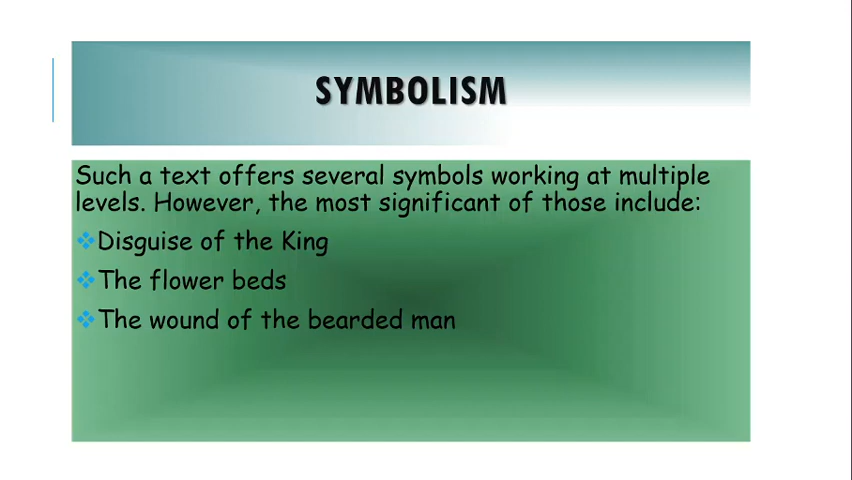 SYMBOLISM
Such a text offers several symbols working at multiple
levels. However, the most significant of those include:
Disguise of the King
The flower beds
The wound of the bearded man